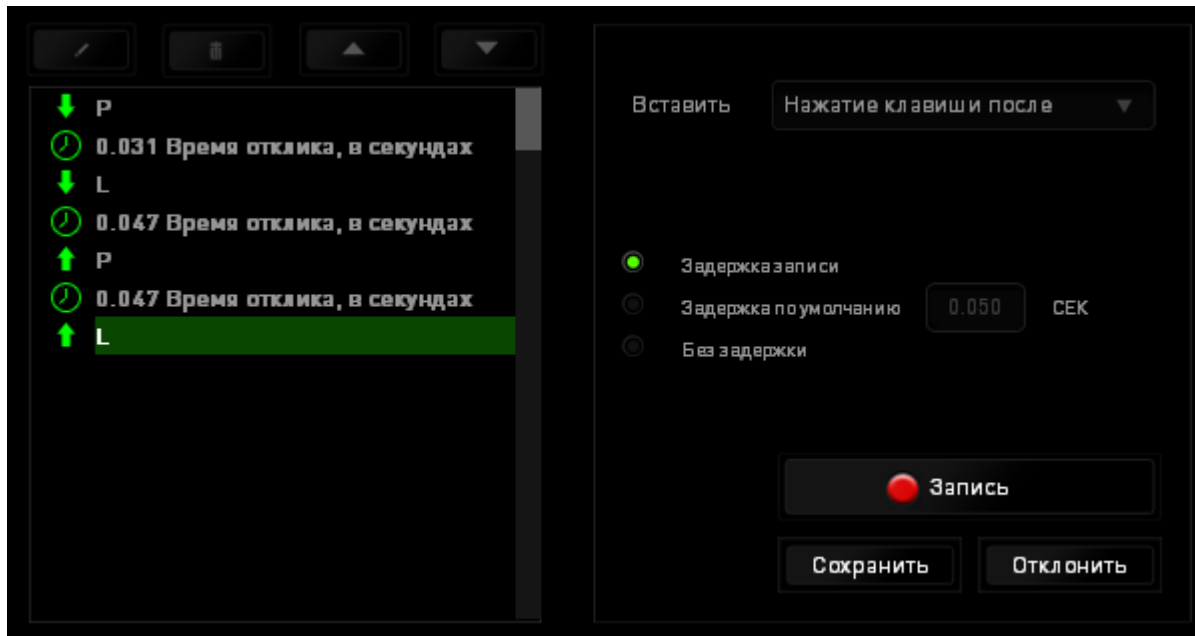 P
0.031 Время отклика, в секундах
L
0.047 Время отклика, в секундах
P
0.047 Время отклика, в секундах
L
Вставить Нажатие клавиши после
Задержка записи
Задержка по умолчанию 0.050 СЕК
Без задержки
Запись
Сохранить Отклонить